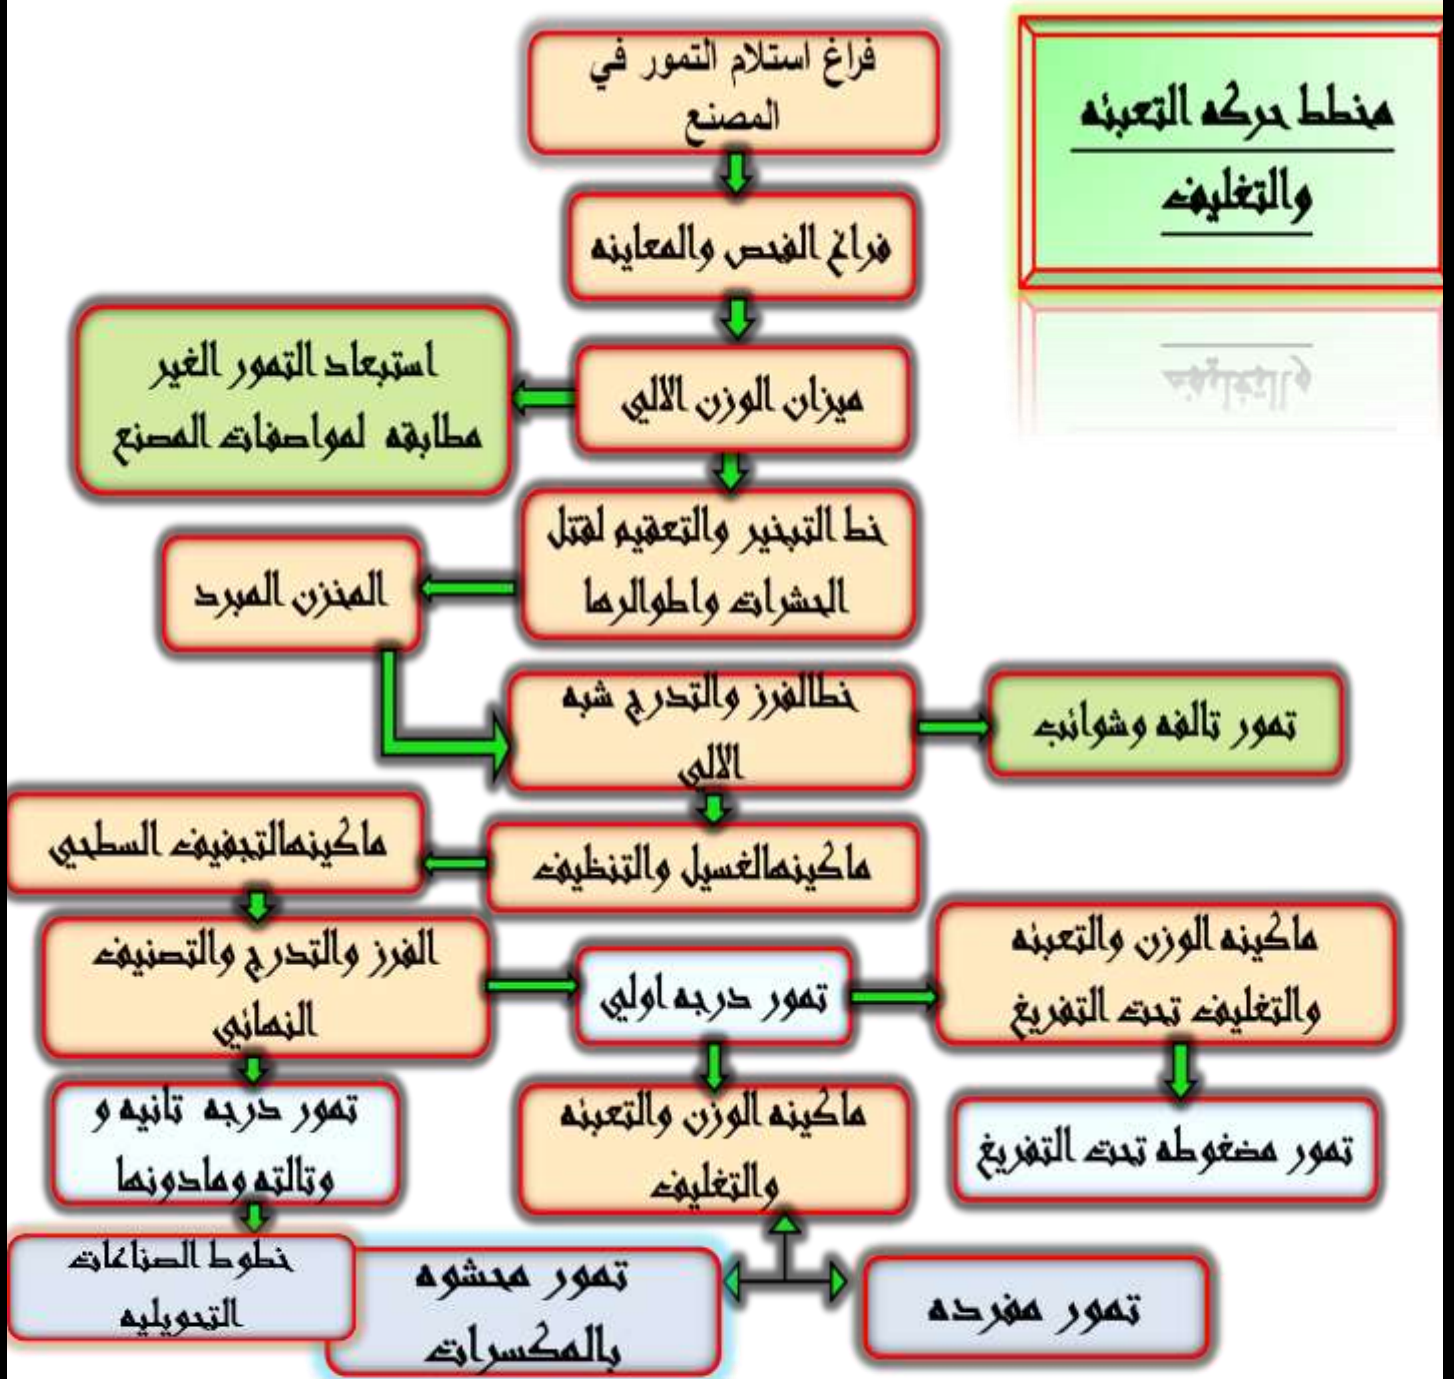 مخطط حركه التعبئه
والتغليف
فراغ استلام التمور في
المصنع
فراغ الفحص والمعاينه
ميزان الوزن الالي
استبعاد التمور الغير
مطابقه لمواصفات المصنع
خط التبخير والتعقيم لقتل
الحشرات واطوالرها
المخزن المبرد
خطالفرز والتدرج شبه
الالي
تمور تالفه وشوائب
ماكينهالغسيل والتنظيف
ماكينهالتجفيف السطحي
الفرز والتدرج والتصنيف
النهائي
تمور درجه اولي
ماكينه الوزن والتعبئه
والتغليف تحت التفريغ
تمور درجه تانيه و
وتالته ومادونها
ماكينه الوزن والتعبئه
والتغليف
تمور مضغوطه تحت التفريغ
خطوط الصناعات
التحويليه
تمور محشوه
بالمكسرات
تمور مفرده